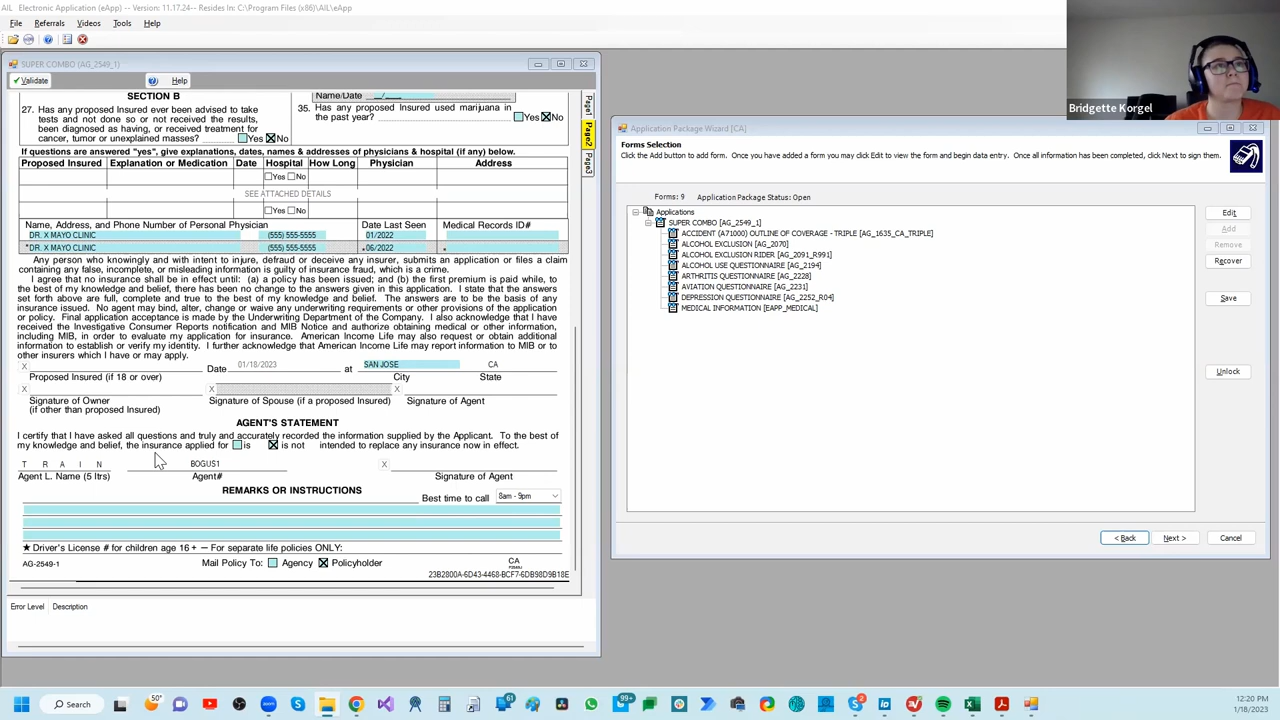 AIL Electronic Application (eApp) -- Version - 11.17.24-- Resides In: C:\Program Files (x86)\AIL\eApp
File Referrals Videos Tools Help
SUPER COMBO (AG_2549_1)
Validate Help
SECTION B
27. Has any proposed Insured ever been advised to take
tests and not done so or not received the results,
been diagnosed as having, or received treatment for
cancer, tumor or unexplained masses? Yes No
Name/Date
35. Has any proposed Insured used marijuana in
the past year? Yes No
If questions are answered "yes", give explanations, dates, names & addresses of physicians & hospital (if any) below.
Proposed Insured Explanation or Medication Date Hospital How Long Physician Address
Yes No
SEE ATTACHED DETAILS
Yes No
Name, Address, and Phone Number of Personal Physician Date Last Seen Medical Records ID#
DR. X MAYO CLINIC (555) 555-5555 01/2022
*DR. X MAYO CLINIC (555) 555-5555 06/2022
Any person who knowingly and with intent to injure, defraud or deceive any insurer, submits an application or files a claim
containing any false, incomplete, or misleading information is guilty of insurance fraud, which is a crime.
I agree that no insurance shall be in effect until: (a) a policy has been issued; and (b) the first premium is paid while, to
the best of my knowledge and belief, there has been no change to the answers given in this application. I state that the answers
set forth above are full, complete and true to the best of my knowledge and belief. The answers are to be the basis of any
insurance issued. No agent may bind, alter, change or waive any underwriting requirements or other provisions of the application
or policy. Final application acceptance is made by the Underwriting Department of the Company. I also acknowledge that I have
received the Investigative Consumer Reports notification and MIB Notice and authorize obtaining medical or other information,
including MIB, in order to evaluate my application for insurance. American Income Life may also request or obtain additional
information to establish or verify my identity. I further acknowledge that American Income Life may report information to MIB or to
other insurers which I have or may apply.
X Date 01/18/2023 at SAN JOSE CA
Proposed Insured (if 18 or over) City State
X X X
Signature of Owner Signature of Spouse (if a proposed Insured) Signature of Agent
(if other than proposed Insured)
AGENT'S STATEMENT
I certify that I have asked all questions and truly and accurately recorded the information supplied by the Applicant. To the best of
my knowledge and belief, the insurance applied for is is not intended to replace any insurance now in effect.
T R A I N BOGUS1 X
Agent L. Name (5 ltrs) Agent# Signature of Agent
REMARKS OR INSTRUCTIONS Best time to call 8am - 9pm
★ Driver's License # for children age 16 + — For separate life policies ONLY:
AG-2549-1 Mail Policy To: Agency Policyholder CA
23B2800A-6D43-4468-BCF7-6DB98D9B18E
Error Level Description
Page1
Page2
Page3
Application Package Wizard [CA]
Forms Selection
Click the Add button to add form. Once you have added a form you may click Edit to view the form and begin data entry. Once all information has been completed, click Next to sign them.
Forms: 9 Application Package Status: Open
Applications
SUPER COMBO [AG_2549_1]
ACCIDENT (A71000) OUTLINE OF COVERAGE - TRIPLE [AG_1635_CA_TRIPLE]
ALCOHOL EXCLUSION [AG_2070]
ALCOHOL EXCLUSION RIDER [AG_2091_R991]
ALCOHOL USE QUESTIONNAIRE [AG_2194]
ARTHRITIS QUESTIONNAIRE [AG_2228]
AVIATION QUESTIONNAIRE [AG_2231]
DEPRESSION QUESTIONNAIRE [AG_2252_R04]
MEDICAL INFORMATION [EAPP_MEDICAL]
Edit
Add
Remove
Recover
Save
Unlock
< Back Next > Cancel
Bridgette Korgel
50°
Search
61
99+
2
12:20 PM
1/18/2023